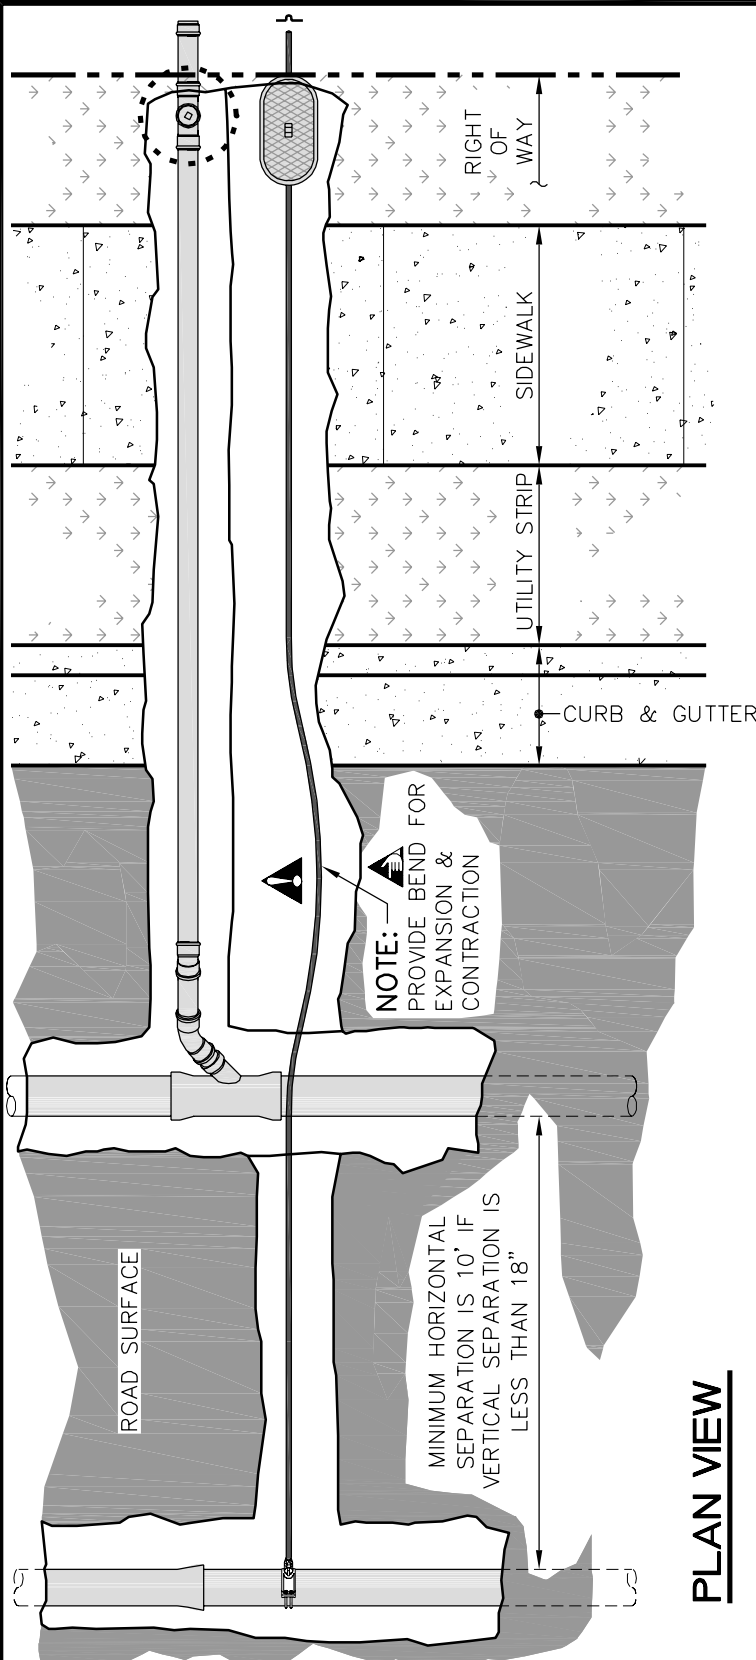 RIGHT
OF
WAY
SIDEWALK
UTILITY STRIP
CURB & GUTTER
NOTE:
PROVIDE BEND FOR
EXPANSION &
CONTRACTION
ROAD SURFACE
MINIMUM HORIZONTAL
SEPARATION IS 10' IF
VERTICAL SEPARATION IS
LESS THAN 18"
PLAN VIEW